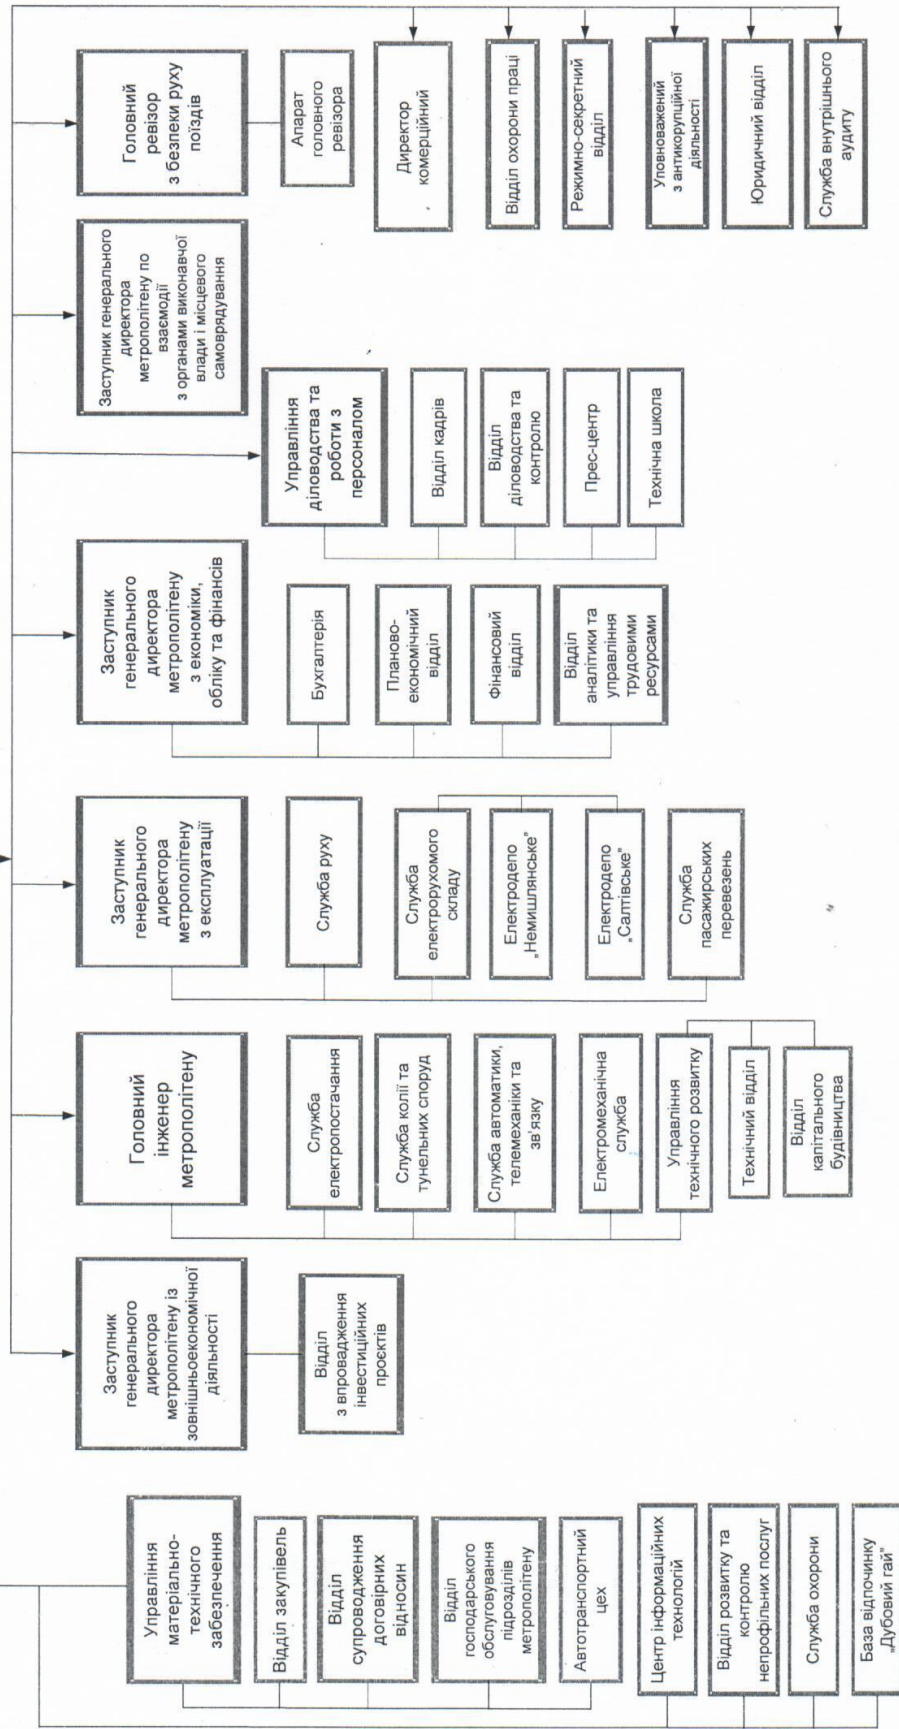 Управління
матеріально-
технічного
забезпечення
Відділ закупівель
Відділ
супроводження
договірних
відносин
Відділ
господарського
обслуговування
підрозділів
метрополітену
Автотранспортний
цех
Центр інформаційних
технологій
Відділ розвитку та
контролю
непрофільних послуг
Служба охорони
База відпочинку
„Дубовий гай"
Заступник
генерального
директора
метрополітену із
зовнішньоекономічної
діяльності
Відділ
з впровадження
інвестиційних
проєктів
Головний
інженер
метрополітену
Служба
електропостачання
Служба колії та
тунельних споруд
Служба автоматики,
телемеханіки та
зв'язку
Електромеханічна
служба
Управління
технічного розвитку
Технічний відділ
Відділ
капітального
будівництва
Заступник
генерального
директора
метрополітену
з експлуатації
Служба руху
Служба
електрорухомого
складу
Електродепо
„Немишлянське"
Електродепо
„Салтівське"
Служба
пасажирських
перевезень
Заступник
генерального
директора
метрополітену
з економіки,
обліку та фінансів
Бухгалтерія
Планово-
економічний
відділ
Фінансовий
відділ
Відділ
аналітики та
управління
трудовими
ресурсами
Управління
діловодства та
роботи з
персоналом
Відділ кадрів
Відділ
діловодства та
контролю
Прес-центр
Технічна школа
Заступник генерального
директора
метрополітену по
взаємодії
з органами виконавчої
влади і місцевого
самоврядування
Головний
ревізор
з безпеки руху
поїздів
Апарат
головного
ревізора
Директор
комерційний
Відділ охорони праці
Режимно-секретний
відділ
Уповноважений
з антикорупційної
діяльності
Юридичний відділ
Служба внутрішнього
аудиту